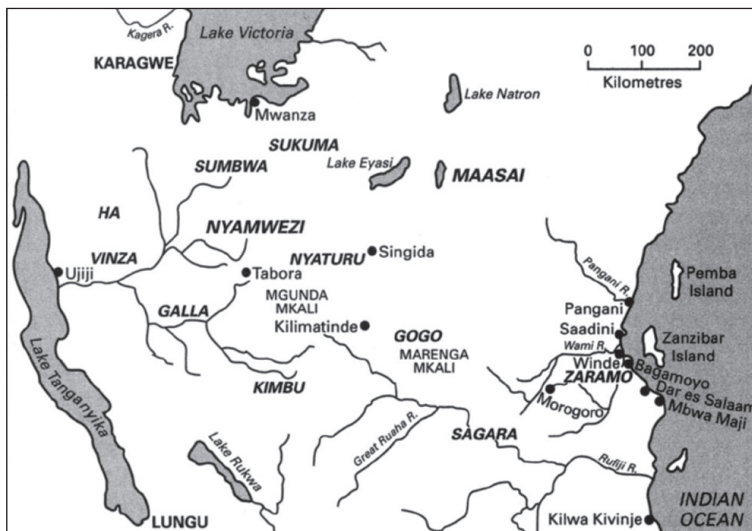 Kagera R.
Lake Victoria
0 100 200
Kilometres
KARAGWE
Mwanza
Lake Natron
SUKUMA
Lake Eyasi
SUMBWA
MAASAI
HA
NYAMWEZI
VINZA
NYATURU
Singida
Ujiji
Tabora
Pangani R.
Pemba
Island
MGUNDA
MKALI
Pangani
GALLA
Kilimatinde
Saadini
GOGO
Wami R.
Zanzibar
Island
MARENGA
MKALI
Winde
Bagamoyo
ZARAMO
KIMBU
Dar es Salaam
Morogoro
Mbwa Maji
Lake Tanganyika
Great Ruaha R.
SAGARA
Lake Rukwa
Rufiji R.
INDIAN
OCEAN
LUNGU
Kilwa Kivinje